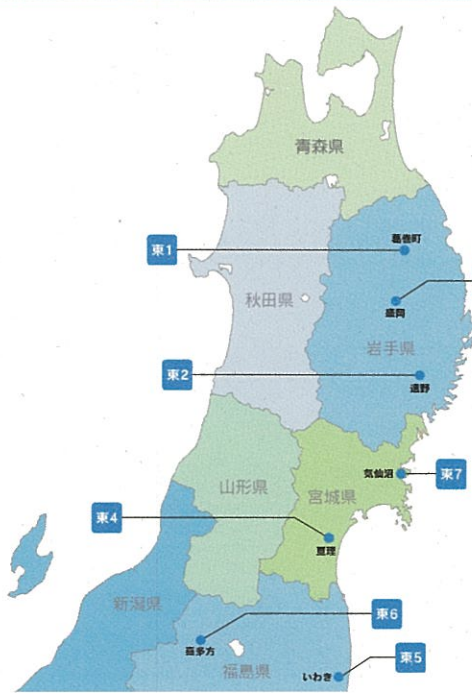 青森県
葛巻町
東1
秋田県
盛岡
岩手県
東2
遠野
気仙沼
東7
山形県
宮城県
東4
亘理
新潟県
東6
喜多方
福島県
東5
いわき